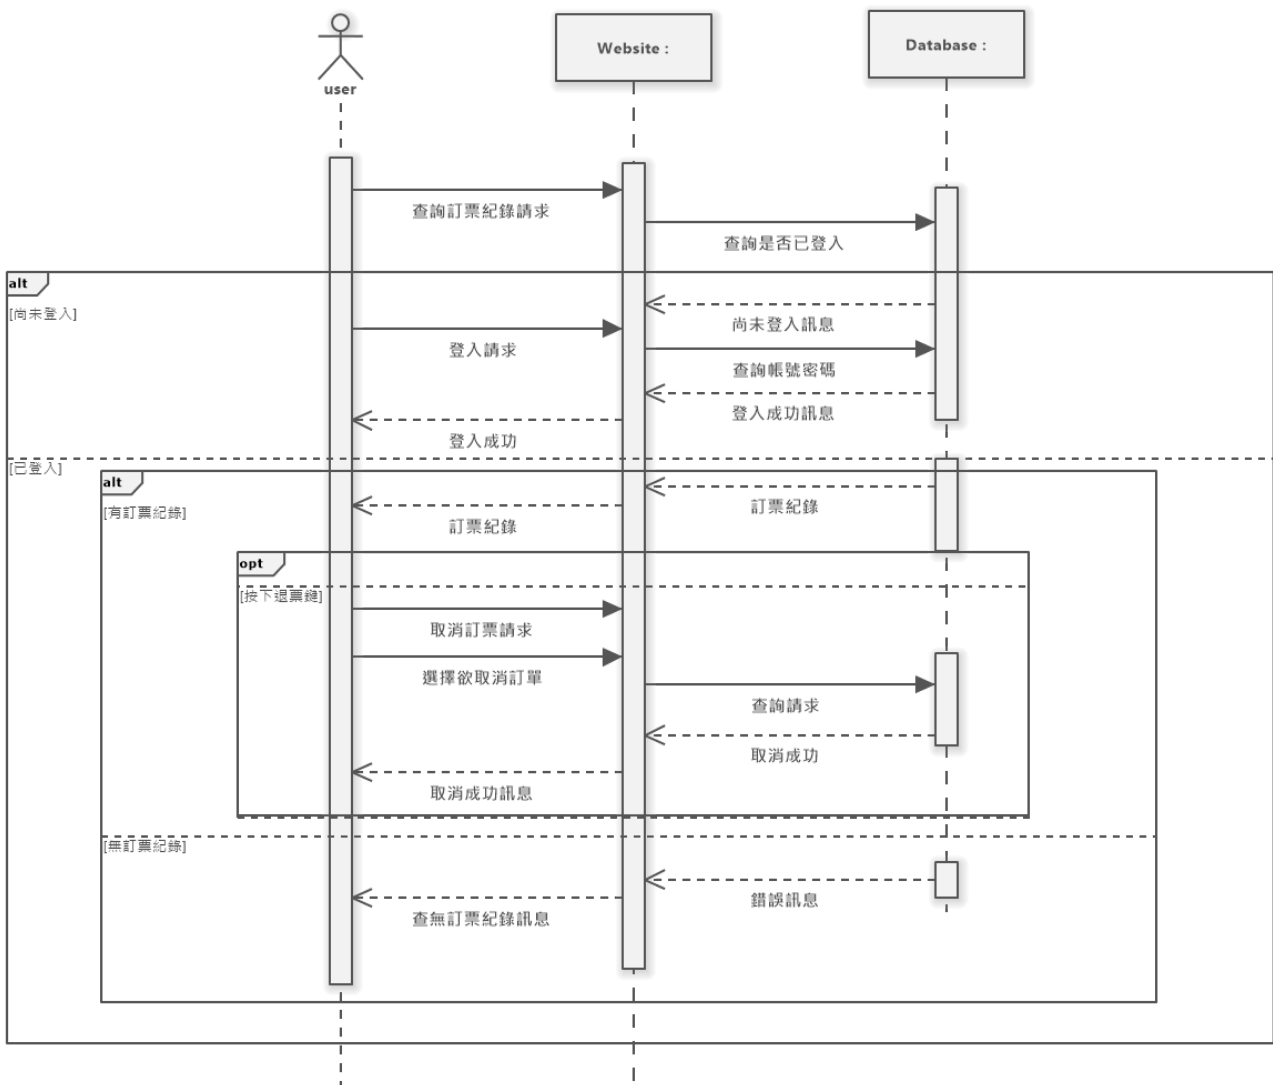 user
Website :
Database :
查詢訂票紀錄請求
查詢是否已登入
alt
[尚未登入]
尚未登入訊息
登入請求
查詢帳號密碼
登入成功訊息
登入成功
[已登入]
alt
[有訂票紀錄]
訂票紀錄
訂票紀錄
opt
[按下退票鍵]
取消訂票請求
選擇欲取消訂單
查詢請求
取消成功
取消成功訊息
[無訂票紀錄]
錯誤訊息
查無訂票紀錄訊息